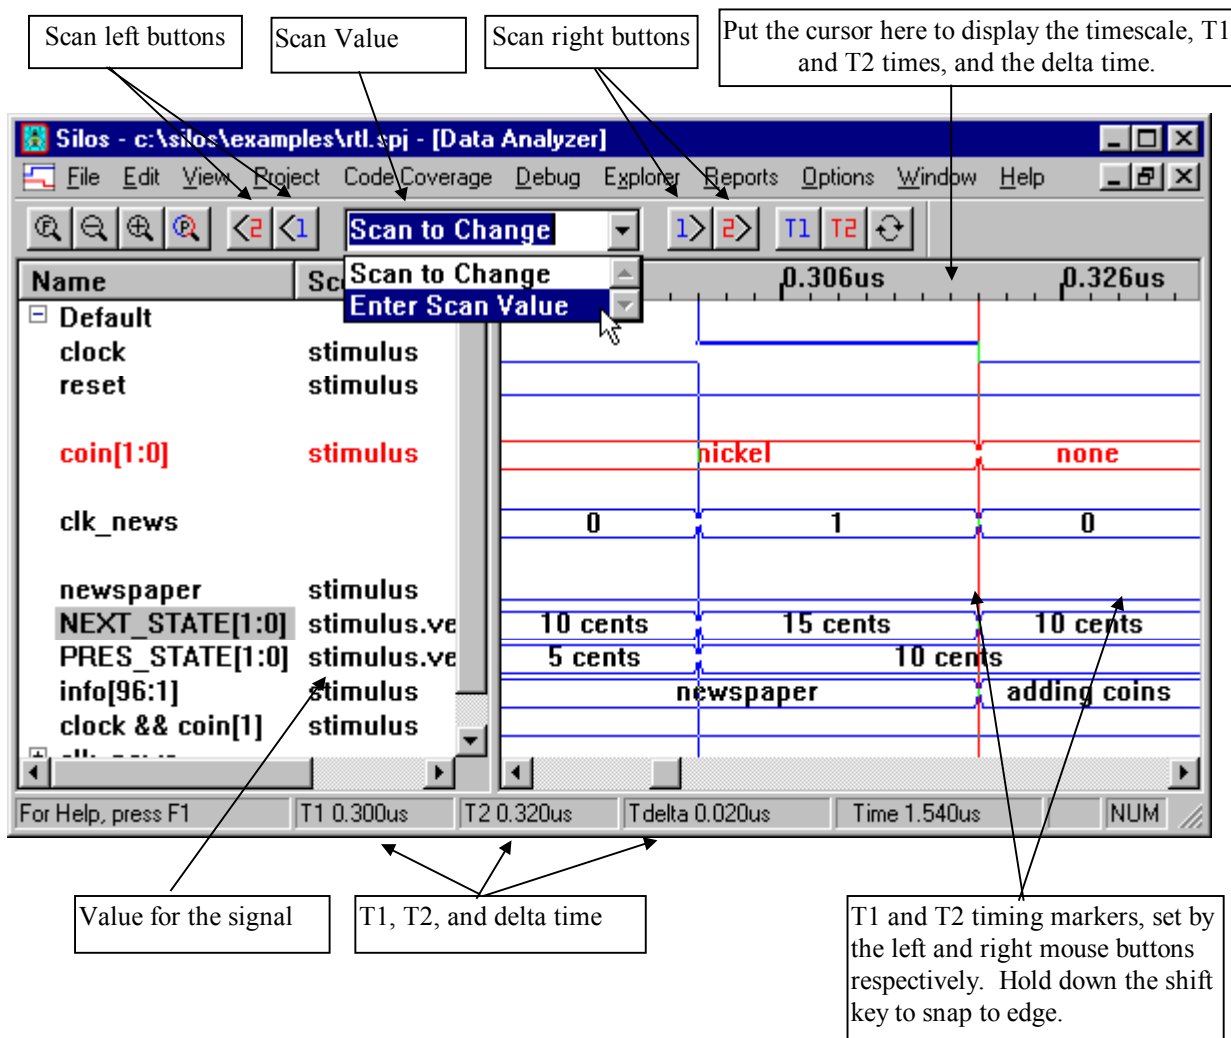 Scan left buttons
Scan Value
Scan right buttons
Put the cursor here to display the timescale, T1
and T2 times, and the delta time.
Silos - c:\silos\examples\rtl.spj - [Data Analyzer]
File Edit View Project Code Coverage Debug Explorer Reports Options Window Help
F P <2 <1 Scan to Change 1> 2> T1 T2
Scan to Change
Enter Scan Value
Name Sco 0.306us 0.326us
Default
clock stimulus
reset stimulus
coin[1:0] stimulus nickel none
clk_news 0 1 0
newspaper stimulus
NEXT_STATE[1:0] stimulus.ve 10 cents 15 cents 10 cents
PRES_STATE[1:0] stimulus.ve 5 cents 10 cents
info[96:1] stimulus newspaper adding coins
clock && coin[1] stimulus
For Help, press F1 T1 0.300us T2 0.320us Tdelta 0.020us Time 1.540us NUM
Value for the signal
T1, T2, and delta time
T1 and T2 timing markers, set by
the left and right mouse buttons
respectively. Hold down the shift
key to snap to edge.